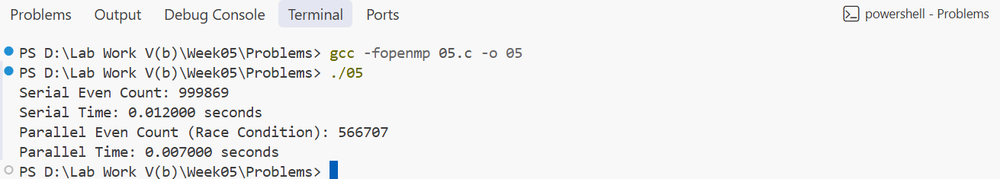 Problems Output Debug Console Terminal Ports powershell - Problems
PS D:\Lab Work V(b)\Week05\Problems> gcc -fopenmp 05.c -o 05
PS D:\Lab Work V(b)\Week05\Problems> ./05
Serial Even Count: 999869
Serial Time: 0.012000 seconds
Parallel Even Count (Race Condition): 566707
Parallel Time: 0.007000 seconds
PS D:\Lab Work V(b)\Week05\Problems>